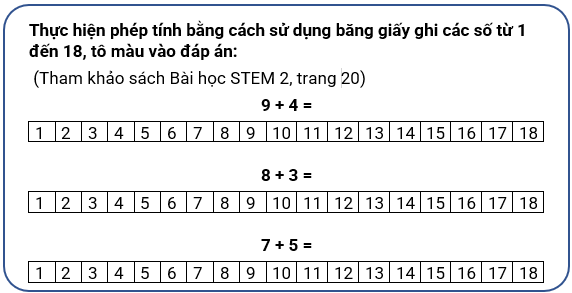 Thực hiện phép tính bằng cách sử dụng băng giấy ghi các số từ 1
đến 18, tô màu vào đáp án:
(Tham khảo sách Bài học STEM 2, trang 20)
9 + 4 =
1 2 3 4 5 6 7 8 9 10 11 12 13 14 15 16 17 18
8 + 3 =
1 2 3 4 5 6 7 8 9 10 11 12 13 14 15 16 17 18
7 + 5 =
1 2 3 4 5 6 7 8 9 10 11 12 13 14 15 16 17 18